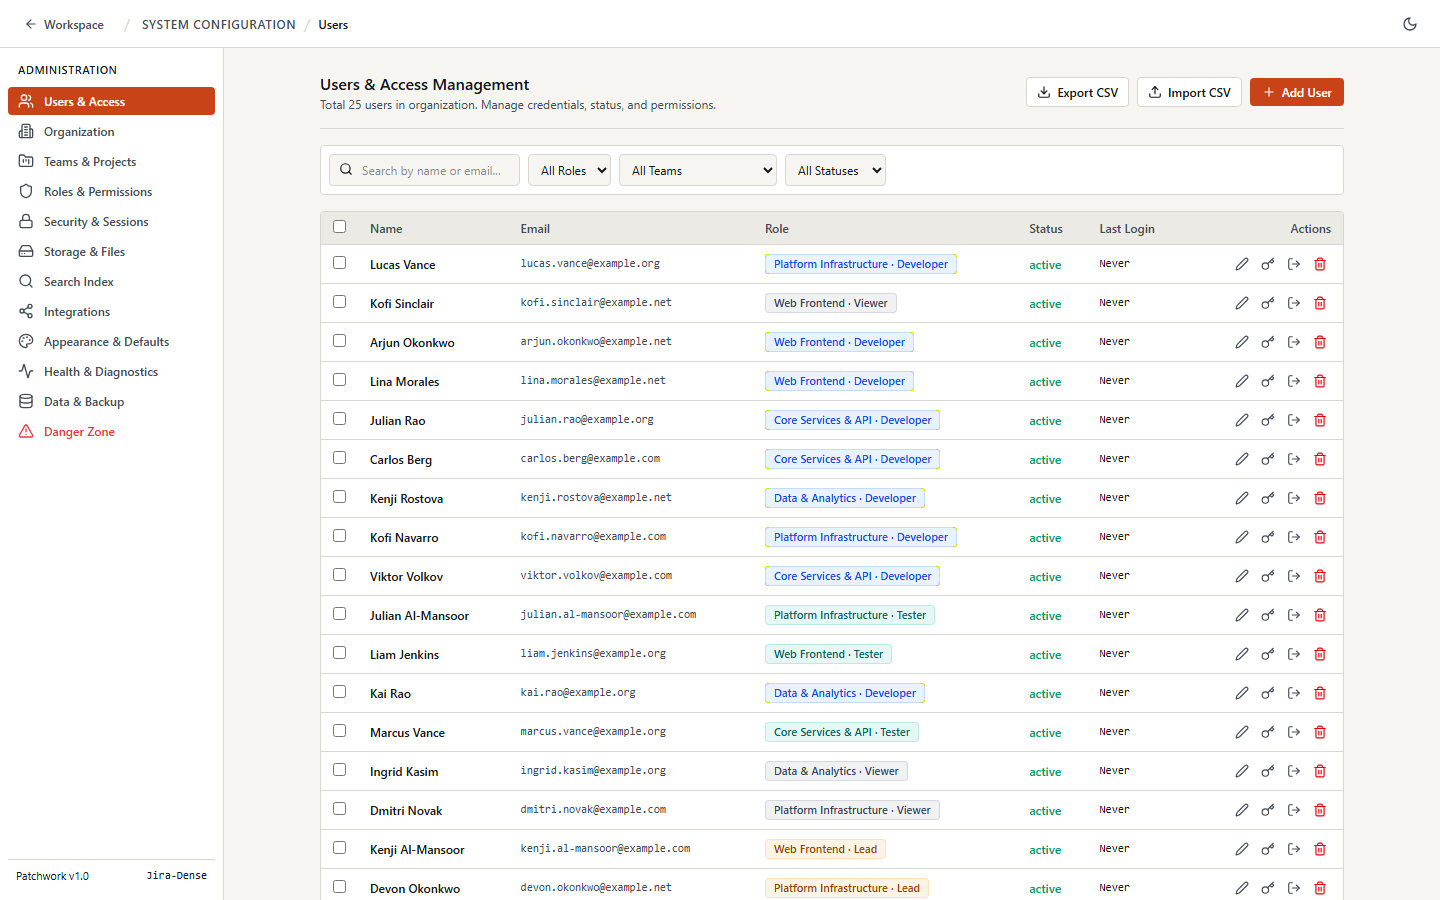 Workspace / SYSTEM CONFIGURATION / Users
ADMINISTRATION
Users & Access
Organization
Teams & Projects
Roles & Permissions
Security & Sessions
Storage & Files
Search Index
Integrations
Appearance & Defaults
Health & Diagnostics
Data & Backup
Danger Zone
Patchwork v1.0 Jira-Dense
Users & Access Management
Total 25 users in organization. Manage credentials, status, and permissions.
Export CSV Import CSV Add User
Search by name or email... All Roles All Teams All Statuses
Name Email Role Status Last Login Actions
Lucas Vance lucas.vance@example.org Platform Infrastructure · Developer active Never
Kofi Sinclair kofi.sinclair@example.net Web Frontend · Viewer active Never
Arjun Okonkwo arjun.okonkwo@example.net Web Frontend · Developer active Never
Lina Morales lina.morales@example.net Web Frontend · Developer active Never
Julian Rao julian.rao@example.org Core Services & API · Developer active Never
Carlos Berg carlos.berg@example.com Core Services & API · Developer active Never
Kenji Rostova kenji.rostova@example.net Data & Analytics · Developer active Never
Kofi Navarro kofi.navarro@example.com Platform Infrastructure · Developer active Never
Viktor Volkov viktor.volkov@example.com Core Services & API · Developer active Never
Julian Al-Mansoor julian.al-mansoor@example.com Platform Infrastructure · Tester active Never
Liam Jenkins liam.jenkins@example.org Web Frontend · Tester active Never
Kai Rao kai.rao@example.org Data & Analytics · Developer active Never
Marcus Vance marcus.vance@example.org Core Services & API · Tester active Never
Ingrid Kasim ingrid.kasim@example.org Data & Analytics · Viewer active Never
Dmitri Novak dmitri.novak@example.com Platform Infrastructure · Viewer active Never
Kenji Al-Mansoor kenji.al-mansoor@example.com Web Frontend · Lead active Never
Devon Okonkwo devon.okonkwo@example.net Platform Infrastructure · Lead active Never